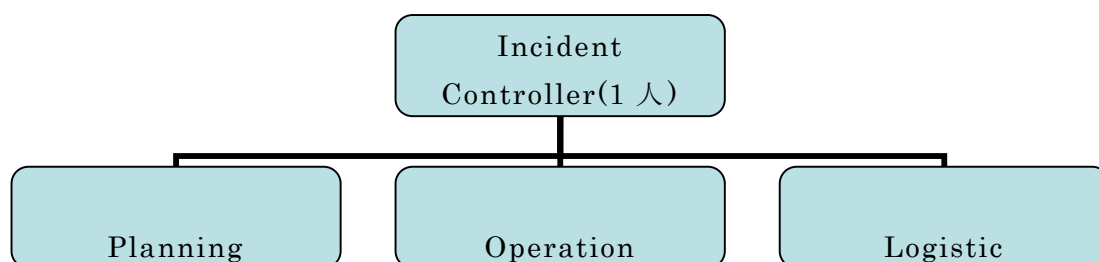 Incident
Controller(1 人)
Planning
Operation
Logistic